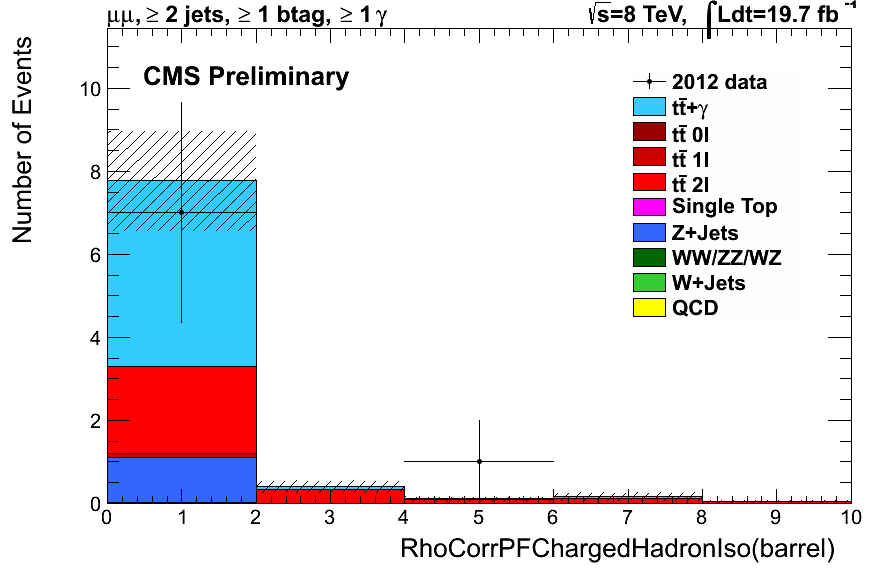 μμ, ≥ 2 jets, ≥ 1 btag, ≥ 1 γ √s=8 TeV, ∫Ldt=19.7 fb⁻¹
CMS Preliminary
2012 data
tt̄+γ
tt̄ 0l
tt̄ 1l
tt̄ 2l
Single Top
Z+Jets
WW/ZZ/WZ
W+Jets
QCD
Number of Events
10
8
6
4
2
0
0 1 2 3 4 5 6 7 8 9 10
RhoCorrPFChargedHadronIso(barrel)